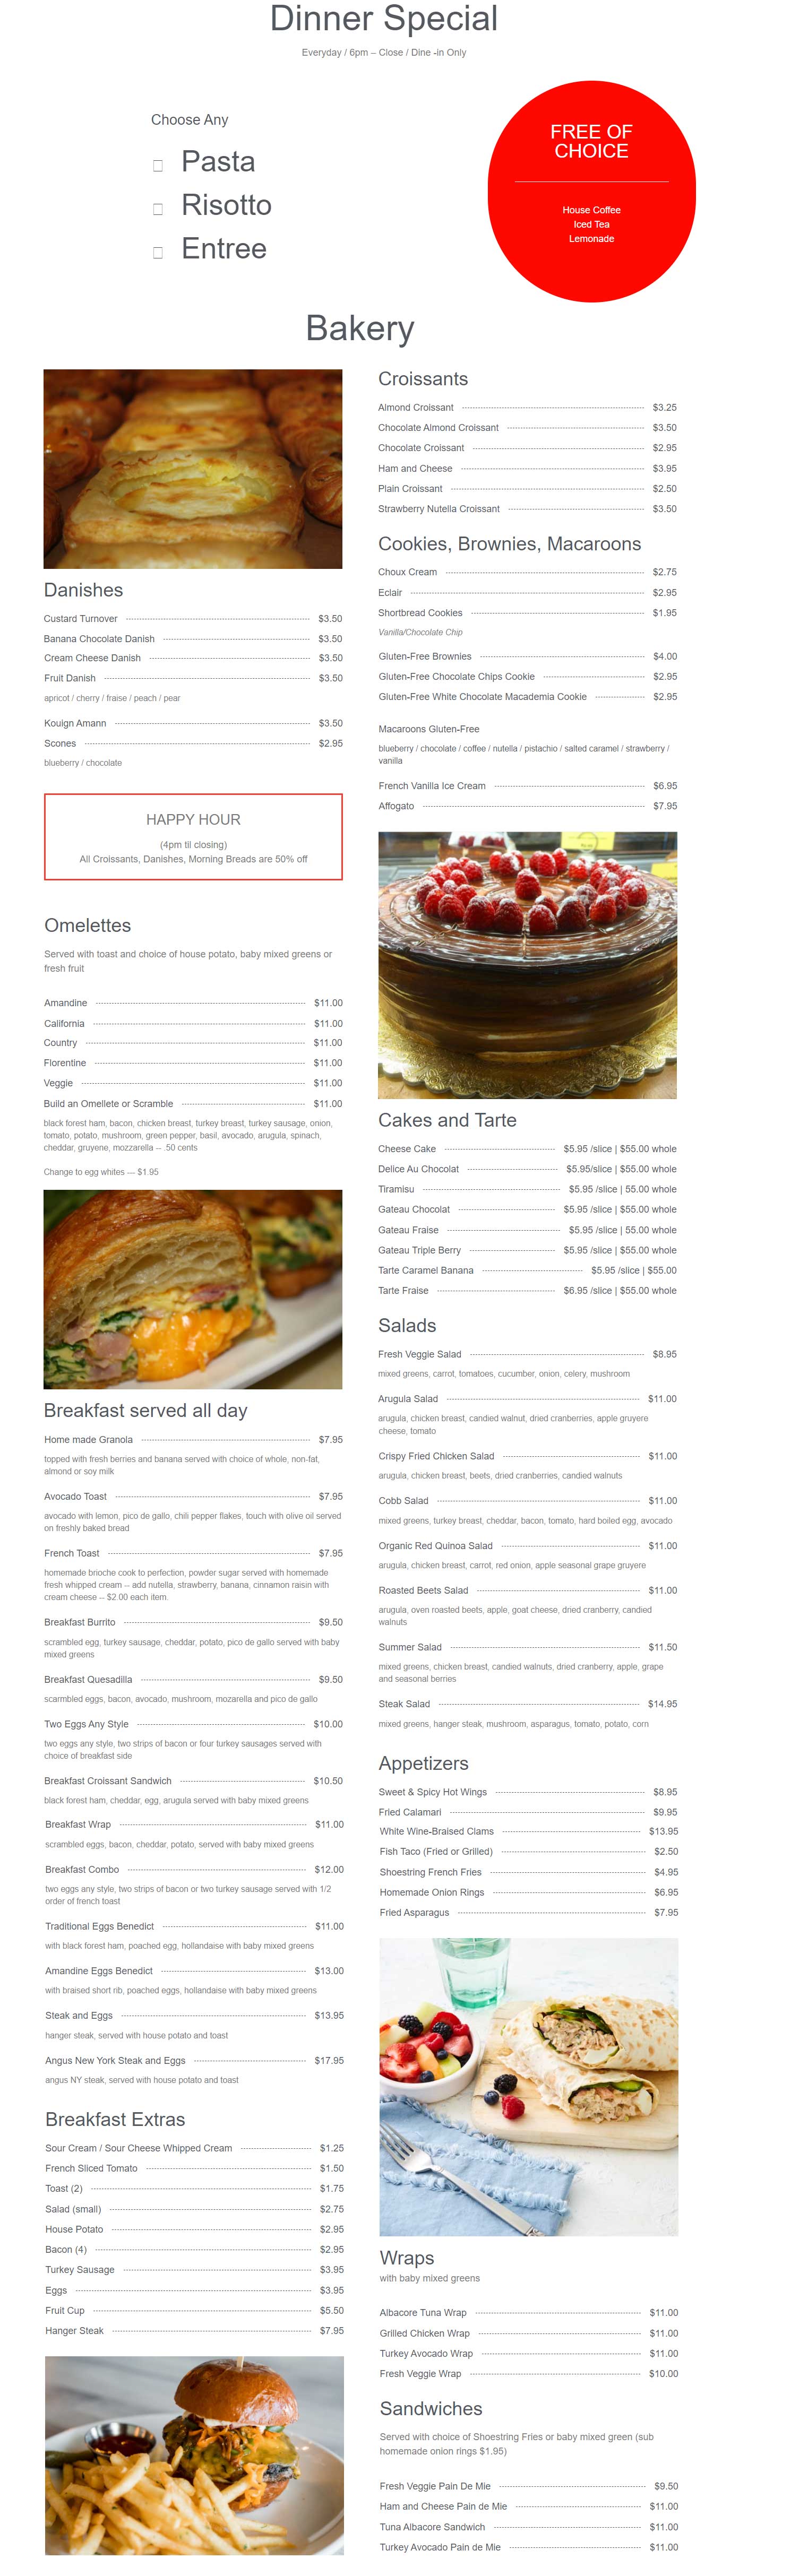 Dinner Special
Everyday / 6pm – Close / Dine -in Only
Choose Any
Pasta
Risotto
Entree
FREE OF
CHOICE
House Coffee
Iced Tea
Lemonade
Bakery
Danishes
Custard Turnover $3.50
Banana Chocolate Danish $3.50
Cream Cheese Danish $3.50
Fruit Danish $3.50
apricot / cherry / fraise / peach / pear
Kouign Amann $3.50
Scones $2.95
blueberry / chocolate
HAPPY HOUR
(4pm til closing)
All Croissants, Danishes, Morning Breads are 50% off
Omelettes
Served with toast and choice of house potato, baby mixed greens or
fresh fruit
Amandine $11.00
California $11.00
Country $11.00
Florentine $11.00
Veggie $11.00
Build an Omellete or Scramble $11.00
black forest ham, bacon, chicken breast, turkey breast, turkey sausage, onion,
tomato, potato, mushroom, green pepper, basil, avocado, arugula, spinach,
cheddar, gruyene, mozzarella -- .50 cents
Change to egg whites --- $1.95
Breakfast served all day
Home made Granola $7.95
topped with fresh berries and banana served with choice of whole, non-fat,
almond or soy milk
Avocado Toast $7.95
avocado with lemon, pico de gallo, chili pepper flakes, touch with olive oil served
on freshly baked bread
French Toast $7.95
homemade brioche cook to perfection, powder sugar served with homemade
fresh whipped cream -- add nutella, strawberry, banana, cinnamon raisin with
cream cheese -- $2.00 each item.
Breakfast Burrito $9.50
scrambled egg, turkey sausage, cheddar, potato, pico de gallo served with baby
mixed greens
Breakfast Quesadilla $9.50
scarmbled eggs, bacon, avocado, mushroom, mozarella and pico de gallo
Two Eggs Any Style $10.00
two eggs any style, two strips of bacon or four turkey sausages served with
choice of breakfast side
Breakfast Croissant Sandwich $10.50
black forest ham, cheddar, egg, arugula served with baby mixed greens
Breakfast Wrap $11.00
scrambled eggs, bacon, cheddar, potato, served with baby mixed greens
Breakfast Combo $12.00
two eggs any style, two strips of bacon or two turkey sausage served with 1/2
order of french toast
Traditional Eggs Benedict $11.00
with black forest ham, poached egg, hollandaise with baby mixed greens
Amandine Eggs Benedict $13.00
with braised short rib, poached eggs, hollandaise with baby mixed greens
Steak and Eggs $13.95
hanger steak, served with house potato and toast
Angus New York Steak and Eggs $17.95
angus NY steak, served with house potato and toast
Breakfast Extras
Sour Cream / Sour Cheese Whipped Cream $1.25
French Sliced Tomato $1.50
Toast (2) $1.75
Salad (small) $2.75
House Potato $2.95
Bacon (4) $2.95
Turkey Sausage $3.95
Eggs $3.95
Fruit Cup $5.50
Hanger Steak $7.95
Croissants
Almond Croissant $3.25
Chocolate Almond Croissant $3.50
Chocolate Croissant $2.95
Ham and Cheese $3.95
Plain Croissant $2.50
Strawberry Nutella Croissant $3.50
Cookies, Brownies, Macaroons
Choux Cream $2.75
Eclair $2.95
Shortbread Cookies $1.95
Vanilla/Chocolate Chip
Gluten-Free Brownies $4.00
Gluten-Free Chocolate Chips Cookie $2.95
Gluten-Free White Chocolate Macademia Cookie $2.95
Macaroons Gluten-Free
blueberry / chocolate / coffee / nutella / pistachio / salted caramel / strawberry /
vanilla
French Vanilla Ice Cream $6.95
Affogato $7.95
Cakes and Tarte
Cheese Cake $5.95 /slice | $55.00 whole
Delice Au Chocolat $5.95/slice | $55.00 whole
Tiramisu $5.95 /slice | 55.00 whole
Gateau Chocolat $5.95 /slice | $55.00 whole
Gateau Fraise $5.95 /slice | 55.00 whole
Gateau Triple Berry $5.95 /slice | $55.00 whole
Tarte Caramel Banana $5.95 /slice | $55.00
Tarte Fraise $6.95 /slice | $55.00 whole
Salads
Fresh Veggie Salad $8.95
mixed greens, carrot, tomatoes, cucumber, onion, celery, mushroom
Arugula Salad $11.00
arugula, chicken breast, candied walnut, dried cranberries, apple gruyere
cheese, tomato
Crispy Fried Chicken Salad $11.00
arugula, chicken breast, beets, dried cranberries, candied walnuts
Cobb Salad $11.00
mixed greens, turkey breast, cheddar, bacon, tomato, hard boiled egg, avocado
Organic Red Quinoa Salad $11.00
arugula, chicken breast, carrot, red onion, apple seasonal grape gruyere
Roasted Beets Salad $11.00
arugula, oven roasted beets, apple, goat cheese, dried cranberry, candied
walnuts
Summer Salad $11.50
mixed greens, chicken breast, candied walnuts, dried cranberry, apple, grape
and seasonal berries
Steak Salad $14.95
mixed greens, hanger steak, mushroom, asparagus, tomato, potato, corn
Appetizers
Sweet & Spicy Hot Wings $8.95
Fried Calamari $9.95
White Wine-Braised Clams $13.95
Fish Taco (Fried or Grilled) $2.50
Shoestring French Fries $4.95
Homemade Onion Rings $6.95
Fried Asparagus $7.95
Wraps
with baby mixed greens
Albacore Tuna Wrap $11.00
Grilled Chicken Wrap $11.00
Turkey Avocado Wrap $11.00
Fresh Veggie Wrap $10.00
Sandwiches
Served with choice of Shoestring Fries or baby mixed green (sub
homemade onion rings $1.95)
Fresh Veggie Pain De Mie $9.50
Ham and Cheese Pain de Mie $11.00
Tuna Albacore Sandwich $11.00
Turkey Avocado Pain de Mie $11.00